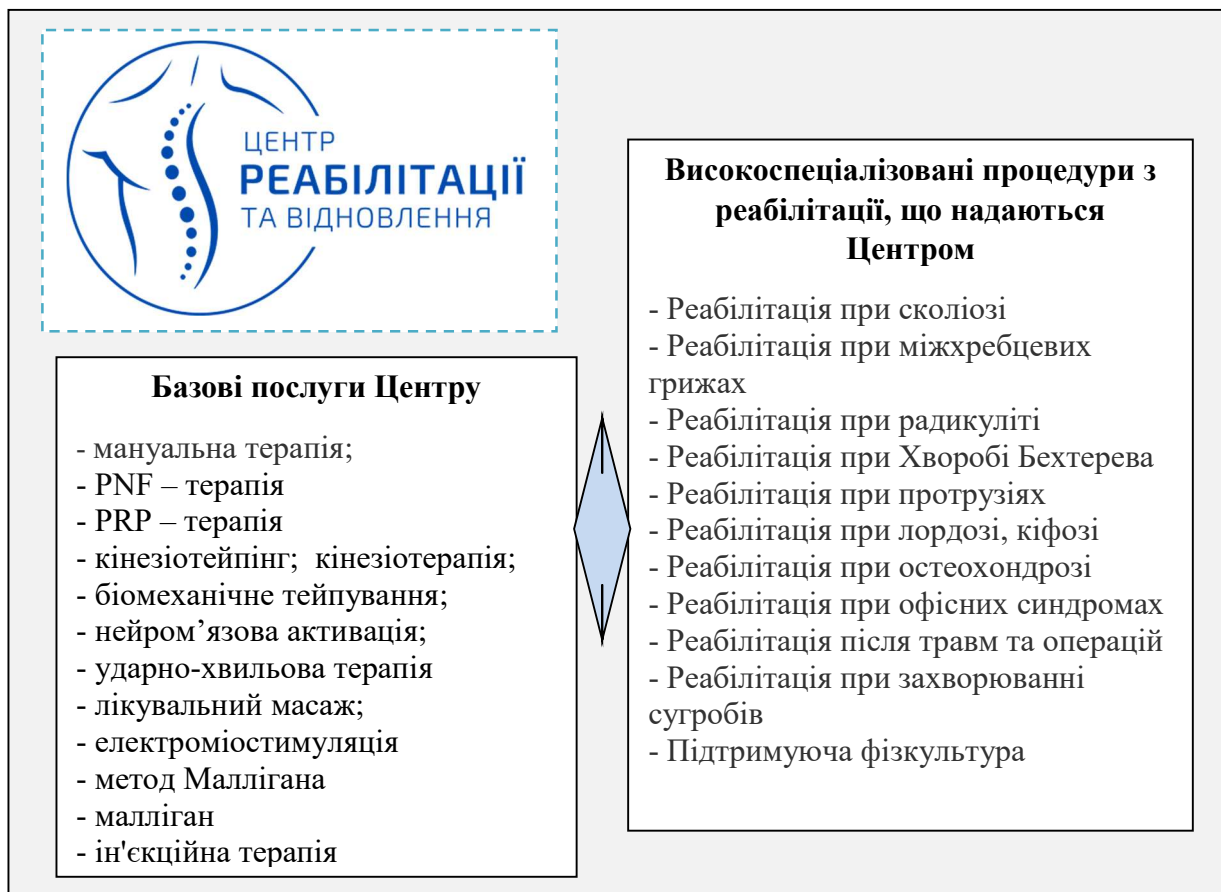 ЦЕНТР
РЕАБІЛІТАЦІЇ
ТА ВІДНОВЛЕННЯ
Базові послуги Центру
- мануальна терапія;
- PNF – терапія
- PRP – терапія
- кінезіотейпінг; кінезіотерапія;
- біомеханічне тейпування;
- нейром’язова активація;
- ударно-хвильова терапія
- лікувальний масаж;
- електроміостимуляція
- метод Маллігана
- малліган
- ін'єкційна терапія
Високоспеціалізовані процедури з
реабілітації, що надаються
Центром
- Реабілітація при сколіозі
- Реабілітація при міжхребцевих
грижах
- Реабілітація при радикуліті
- Реабілітація при Хворобі Бехтерева
- Реабілітація при протрузіях
- Реабілітація при лордозі, кіфозі
- Реабілітація при остеохондрозі
- Реабілітація при офісних синдромах
- Реабілітація після травм та операцій
- Реабілітація при захворюванні
сугробів
- Підтримуюча фізкультура